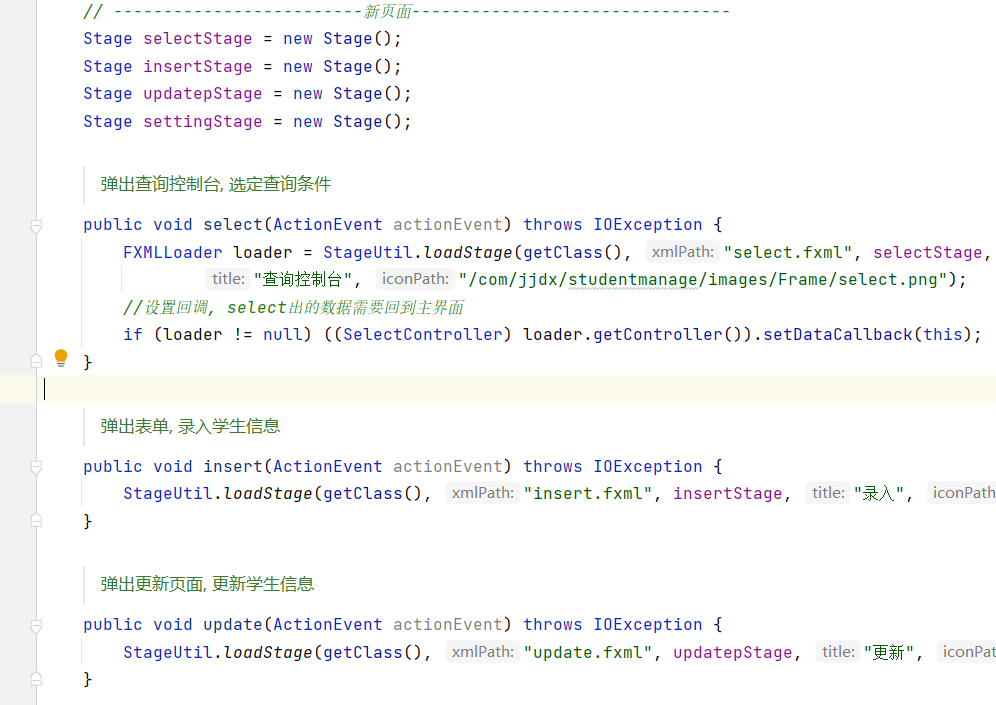 // -------------------------新页面--------------------------------
Stage selectStage = new Stage();
Stage insertStage = new Stage();
Stage updatepStage = new Stage();
Stage settingStage = new Stage();
弹出查询控制台, 选定查询条件
public void select(ActionEvent actionEvent) throws IOException {
FXMLLoader loader = StageUtil.loadStage(getClass(), xmlPath: "select.fxml", selectStage,
title: "查询控制台", iconPath: "/com/jjdx/studentmanage/images/Frame/select.png");
//设置回调, select出的数据需要回到主界面
if (loader != null) ((SelectController) loader.getController()).setDataCallback(this);
}
弹出表单, 录入学生信息
public void insert(ActionEvent actionEvent) throws IOException {
StageUtil.loadStage(getClass(), xmlPath: "insert.fxml", insertStage, title: "录入", iconPath
}
弹出更新页面, 更新学生信息
public void update(ActionEvent actionEvent) throws IOException {
StageUtil.loadStage(getClass(), xmlPath: "update.fxml", updatepStage, title: "更新", iconPat
}